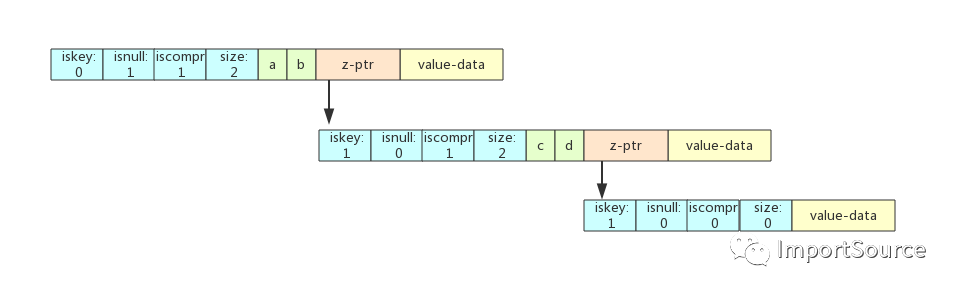 iskey: isnull: iscompr size:
0 1 1 2 a b z-ptr value-data
iskey: isnull: iscompr size:
1 0 1 2 c d z-ptr value-data
iskey: isnull: iscompr size:
1 0 0 0 value-data
ImportSource